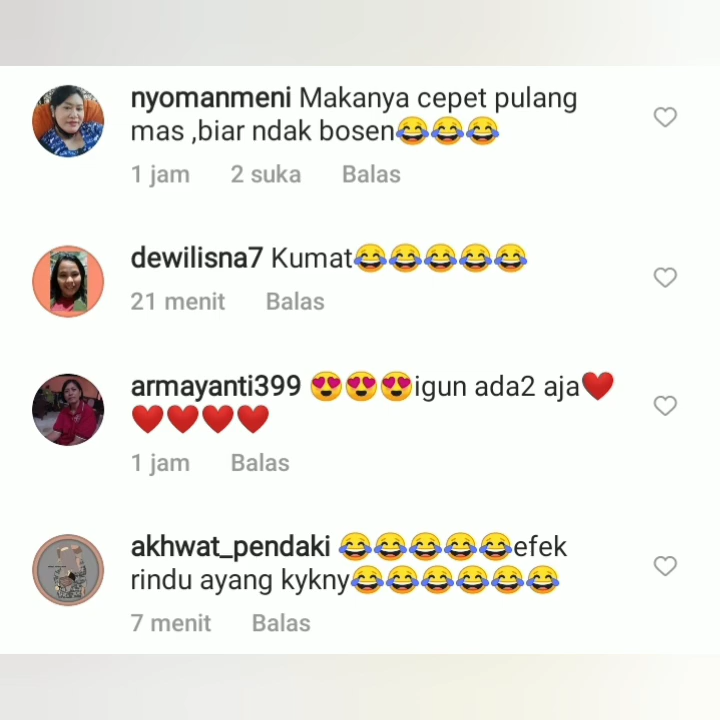 nyomanmeni Makanya cepet pulang
mas ,biar ndak bosen😂😂😂
1 jam 2 suka Balas
dewilisna7 Kumat😂😂😂😂😂
21 menit Balas
armayanti399 😍😍😍igun ada2 aja❤️
❤️❤️❤️❤️
1 jam Balas
akhwat_pendaki 😂😂😂😂😂efek
rindu ayang kykny😂😂😂😂😂😂
7 menit Balas